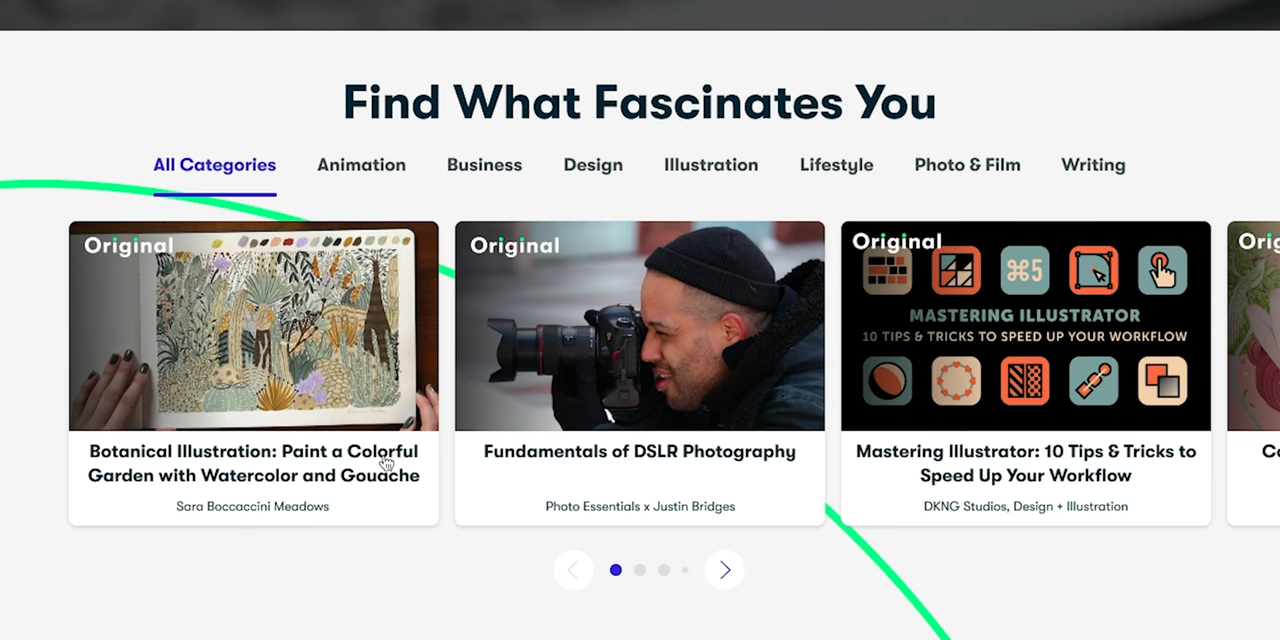 Find What Fascinates You
All Categories
Animation
Business
Design
Illustration
Lifestyle
Photo & Film
Writing
Original
Botanical Illustration: Paint a Colorful
Garden with Watercolor and Gouache
Sara Boccaccini Meadows
Original
Fundamentals of DSLR Photography
Photo Essentials x Justin Bridges
Original
⌘5
MASTERING ILLUSTRATOR
10 TIPS & TRICKS TO SPEED UP YOUR WORKFLOW
Mastering Illustrator: 10 Tips & Tricks to
Speed Up Your Workflow
DKNG Studios, Design + Illustration
Orig
Co